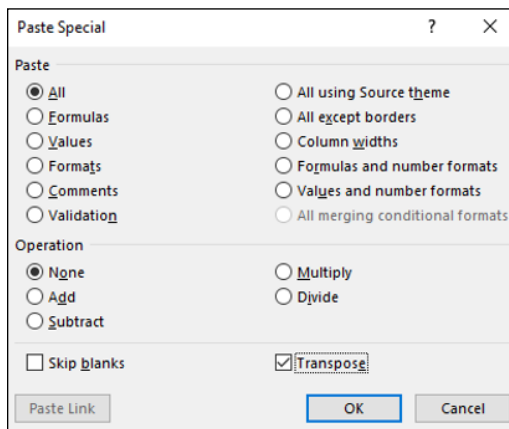 Paste Special ? X
Paste
All
Formulas
Values
Formats
Comments
Validation
All using Source theme
All except borders
Column widths
Formulas and number formats
Values and number formats
All merging conditional formats
Operation
None
Add
Subtract
Multiply
Divide
Skip blanks
Transpose
Paste Link
OK
Cancel